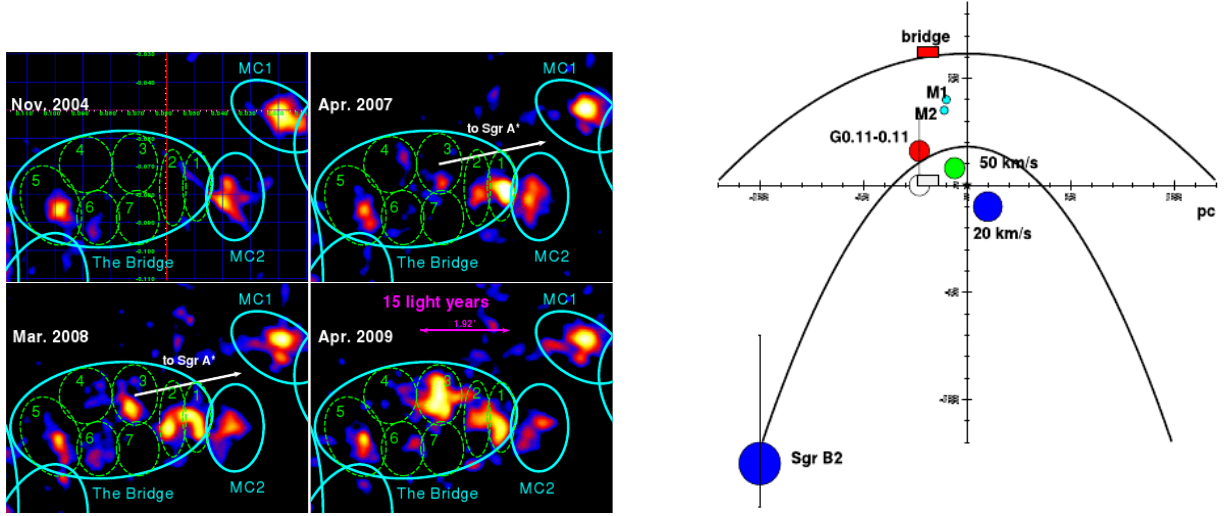 Nov. 2004
MC1
1
2
3
4
5
6
7
The Bridge
MC2
Apr. 2007
MC1
to Sgr A*
1
2
3
4
5
6
7
The Bridge
MC2
Mar. 2008
MC1
to Sgr A*
1
2
3
4
5
6
7
The Bridge
MC2
Apr. 2009
15 light years
1.92'
MC1
1
2
3
4
5
6
7
The Bridge
MC2
bridge
M1
M2
G0.11-0.11
50 km/s
pc
20 km/s
Sgr B2